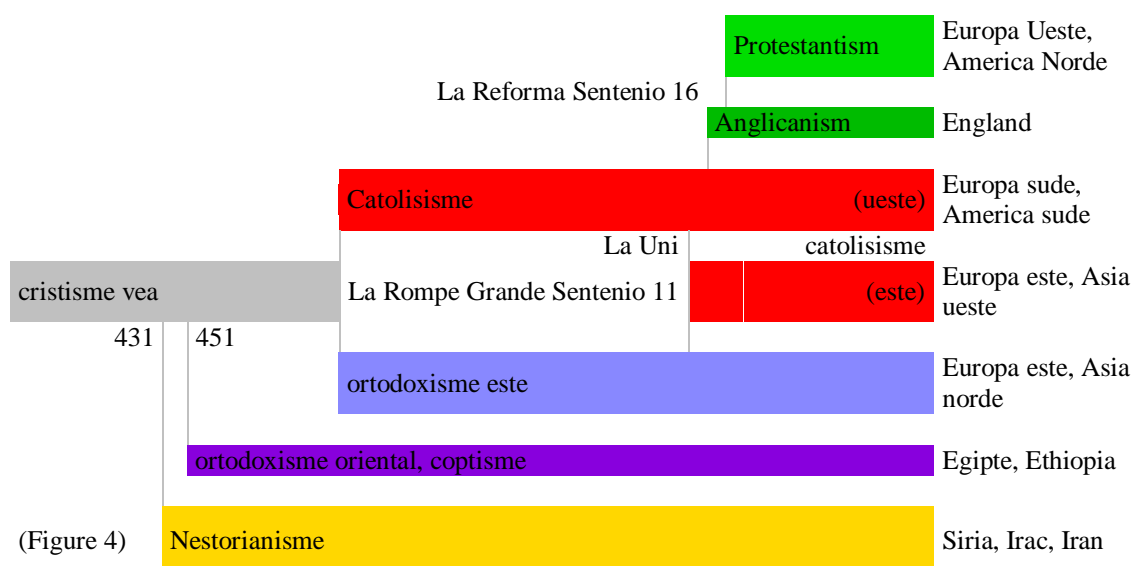 Protestantism
Europa Ueste,
America Norde
La Reforma Sentenio 16
Anglicanism
England
Catolisisme
(ueste)
Europa sude,
America sude
La Uni
catolisisme
cristisme vea
La Rompe Grande Sentenio 11
(este)
Europa este, Asia
ueste
431
451
ortodoxisme este
Europa este, Asia
norde
ortodoxisme oriental, coptisme
Egipte, Ethiopia
(Figure 4)
Nestorianisme
Siria, Irac, Iran